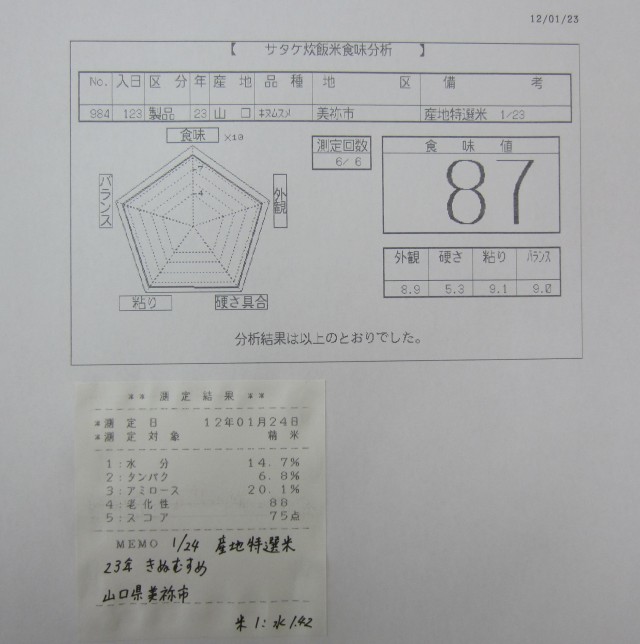 12/01/23
【 サタケ炊飯米食味分析 】
No. 入日 区分 年 産地 品種 地区 備考
984 123 製品 23 山口 ｷﾇﾑｽﾒ 美祢市 産地特選米 1/23
食味 ×10
7
4
バランス
外観
粘り
硬さ具合
測定回数
6/ 6
食味値
87
外観 硬さ 粘り ﾊﾞﾗﾝｽ
8.9 5.3 9.1 9.0
分析結果は以上のとおりでした。
** 測定結果 **
*測定日 12年01月24日
*測定対象 精米
1:水分 14.7%
2:タンパク 6.8%
3:アミロース 20.1%
4:老化性 88
5:スコア 75点
MEMO 1/24 産地特選米
23年 きぬむすめ
山口県美祢市
米1:水1.42